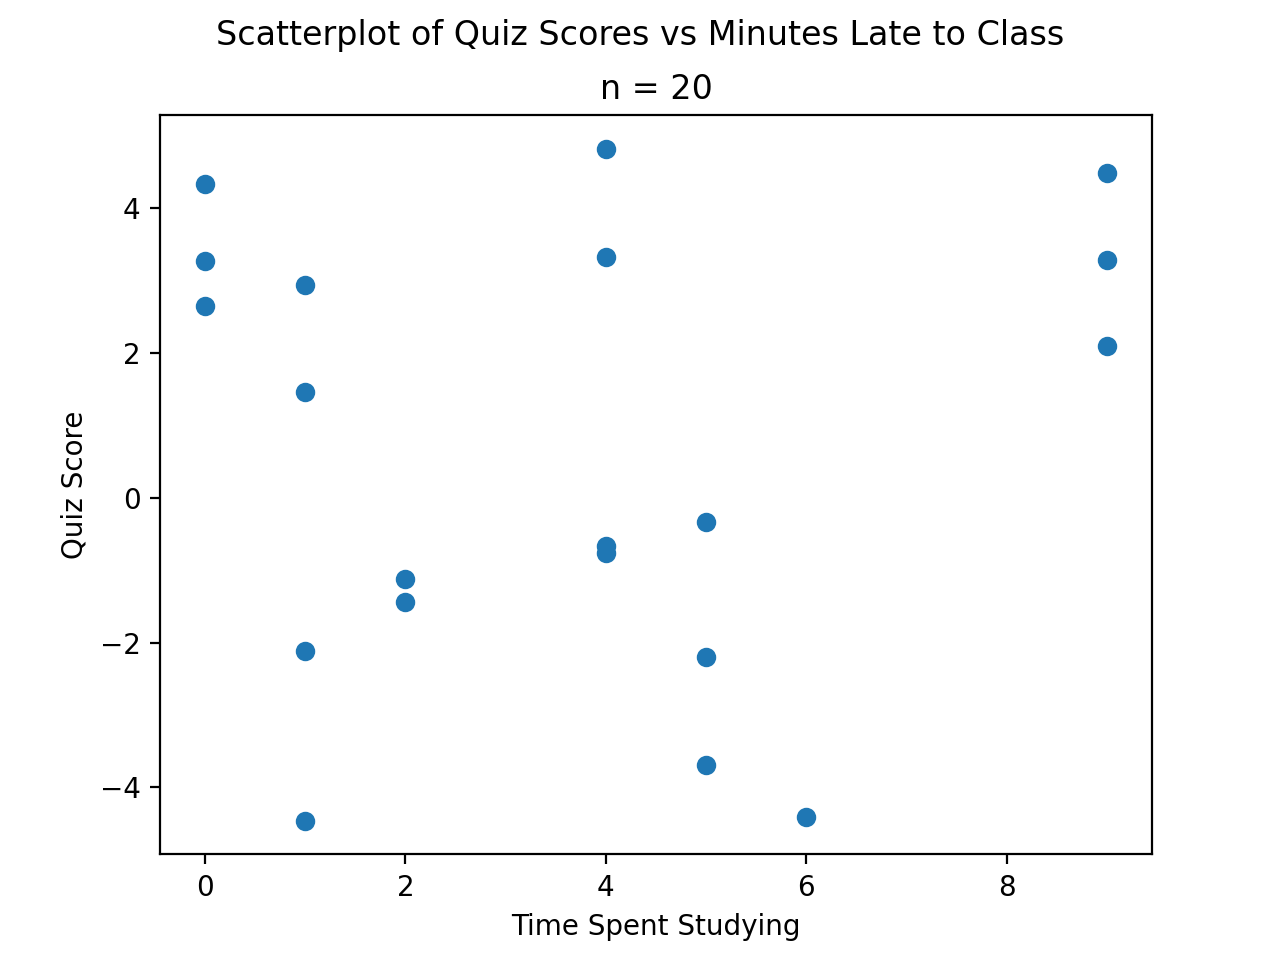 Scatterplot of Quiz Scores vs Minutes Late to Class
n = 20
4
2
0
−2
−4
Quiz Score
0 2 4 6 8
Time Spent Studying